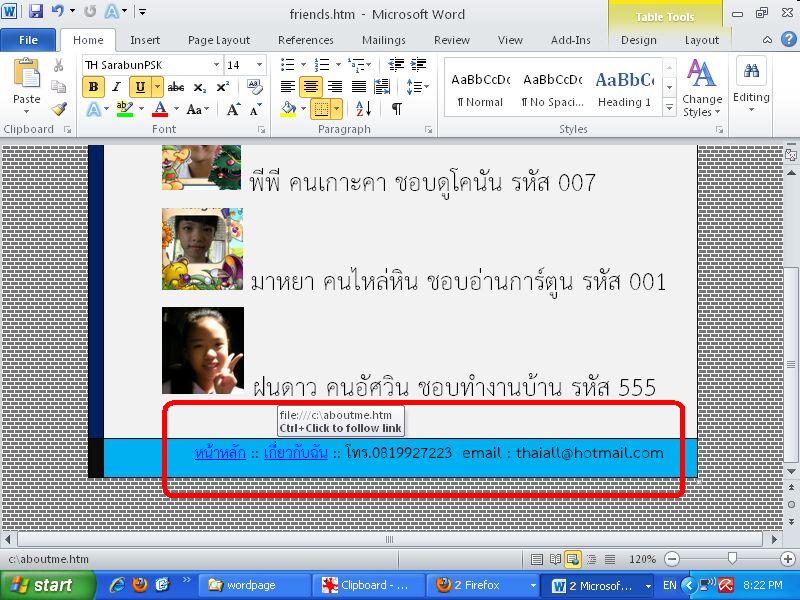 friends.htm - Microsoft Word
Table Tools
File Home Insert Page Layout References Mailings Review View Add-Ins Design Layout
TH SarabunPSK 14
AaBbCcDc AaBbCcDc AaBbCc
Paste
B I U abc X₂ X² Aa A A
¶ Normal ¶ No Spaci... Heading 1
Change Styles
Editing
Clipboard Font Paragraph Styles
พีพี คนเกาะคา ชอบดูโคนัน รหัส 007
มาหยา คนไหล่หิน ชอบอ่านการ์ตูน รหัส 001
ฝนดาว คนอัศวิน ชอบทำงานบ้าน รหัส 555
file:///c:\aboutme.htm
Ctrl+Click to follow link
หน้าหลัก :: เกี่ยวกับฉัน :: โทร.0819927223 email : thaiall@hotmail.com
c:\aboutme.htm 120%
start wordpage Clipboard - ... 2 Firefox 2 Microsof... EN 8:22 PM